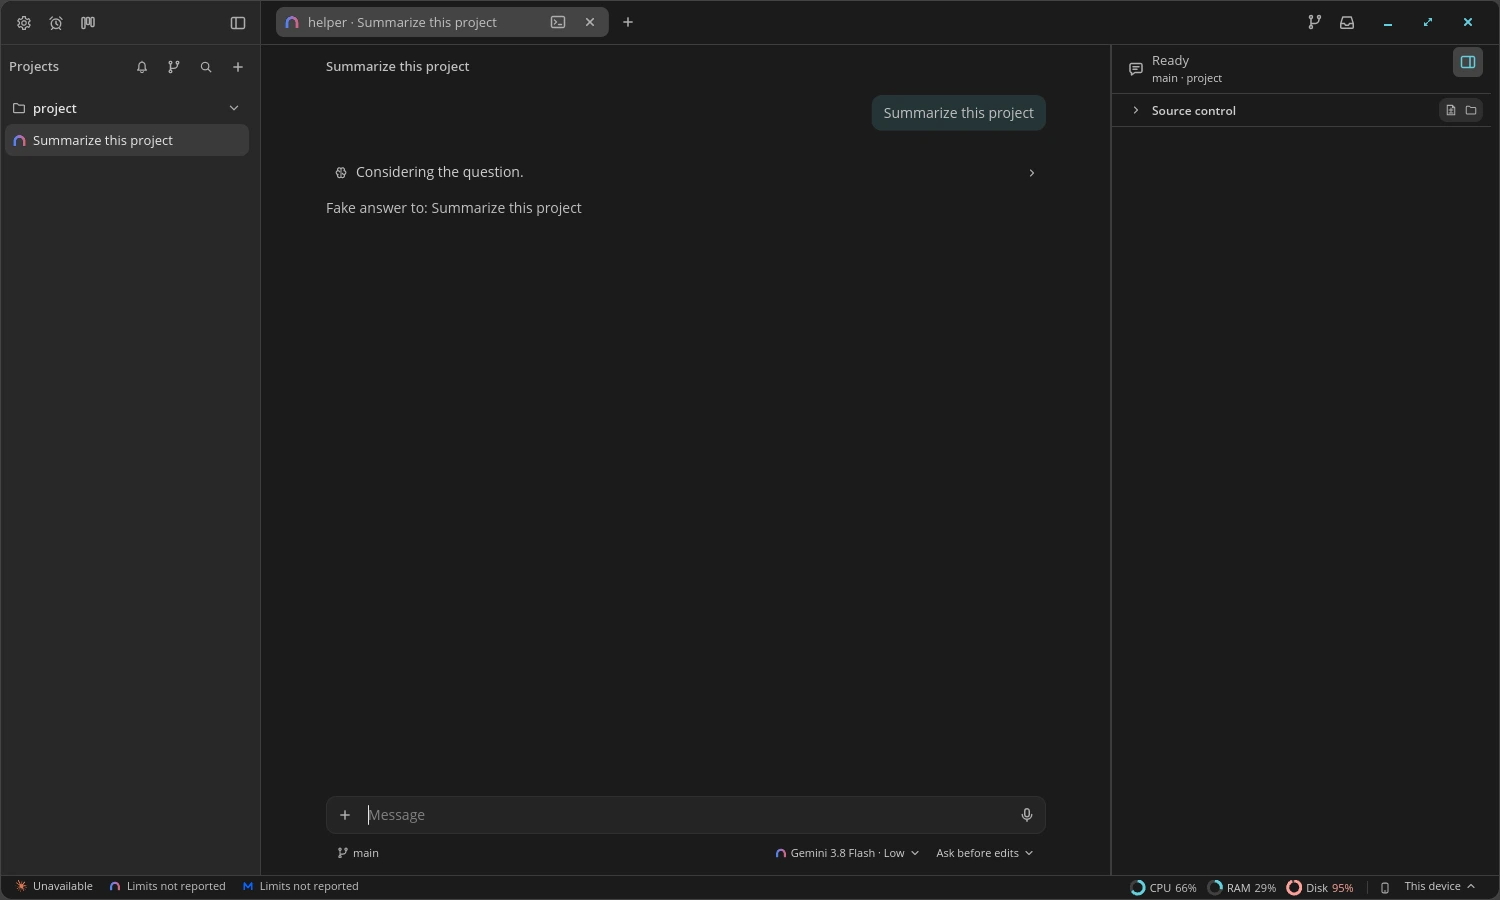 helper · Summarize this project
Projects
project
Summarize this project
Summarize this project
Summarize this project
Considering the question.
Fake answer to: Summarize this project
Message
main
Gemini 3.8 Flash · Low
Ask before edits
Ready
main · project
Source control
Unavailable
Limits not reported
Limits not reported
CPU 66%
RAM 29%
Disk 95%
This device